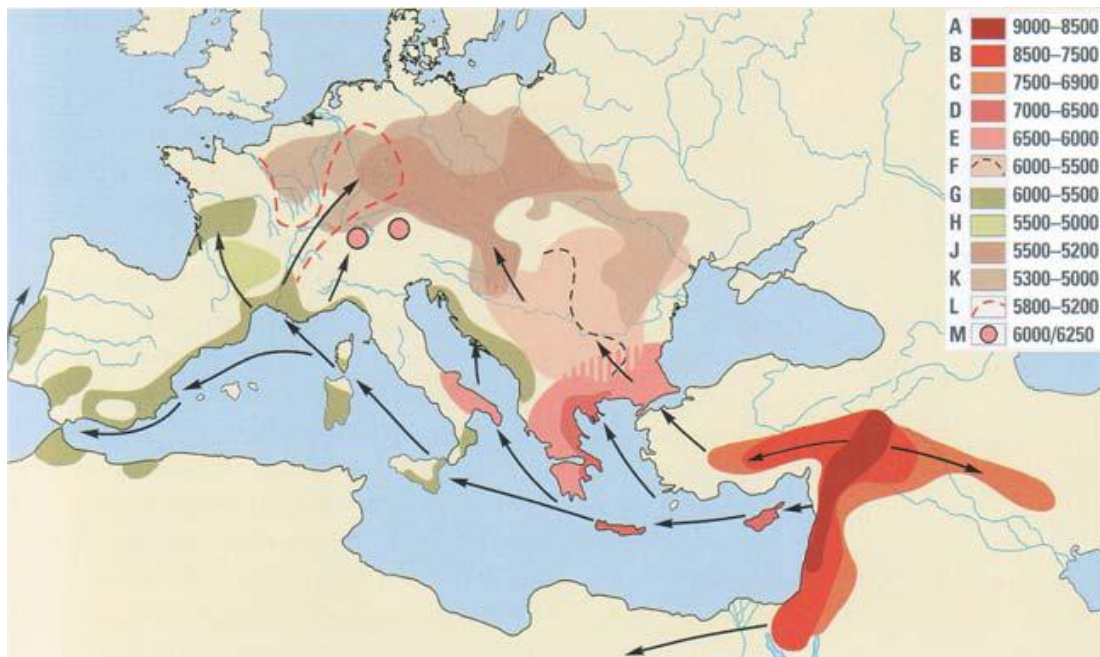 A 9000–8500
B 8500–7500
C 7500–6900
D 7000–6500
E 6500–6000
F 6000–5500
G 6000–5500
H 5500–5000
J 5500–5200
K 5300–5000
L 5800–5200
M 6000/6250